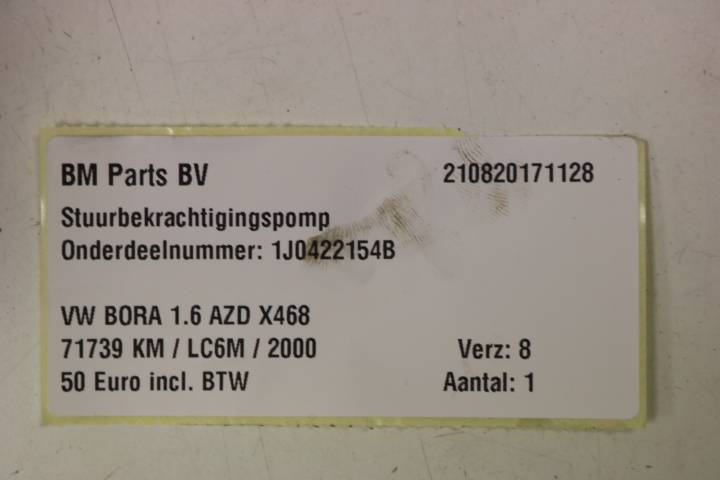 BM Parts BV 210820171128
Stuurbekrachtigingspomp
Onderdeelnummer: 1J0422154B
VW BORA 1.6 AZD X468
71739 KM / LC6M / 2000 Verz: 8
50 Euro incl. BTW Aantal: 1